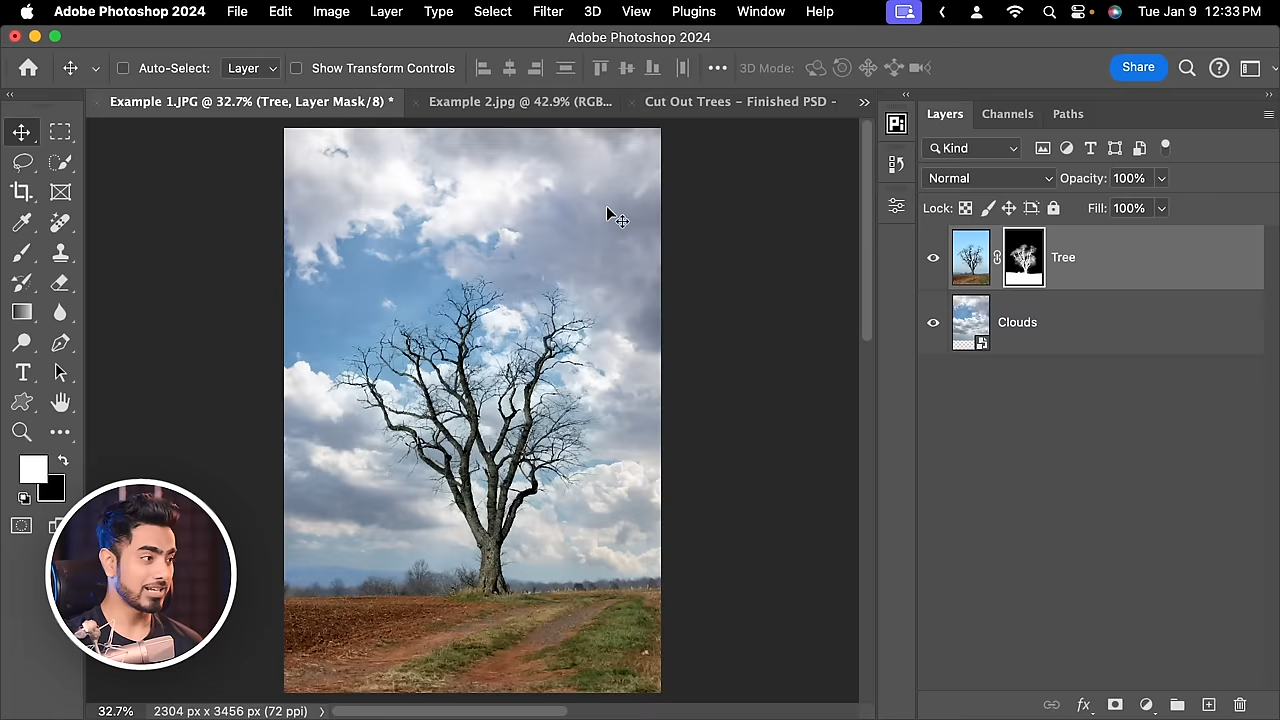 Adobe Photoshop 2024 File Edit Image Layer Type Select Filter 3D View Plugins Window Help Tue Jan 9 12:33 PM
Adobe Photoshop 2024
Auto-Select: Layer Show Transform Controls 3D Mode: Share
Example 1.JPG @ 32.7% (Tree, Layer Mask/8) * Example 2.jpg @ 42.9% (RGB... Cut Out Trees – Finished PSD -
Layers Channels Paths
Kind
Normal Opacity: 100%
Lock: Fill: 100%
Tree
Clouds
32.7% 2304 px x 3456 px (72 ppi)